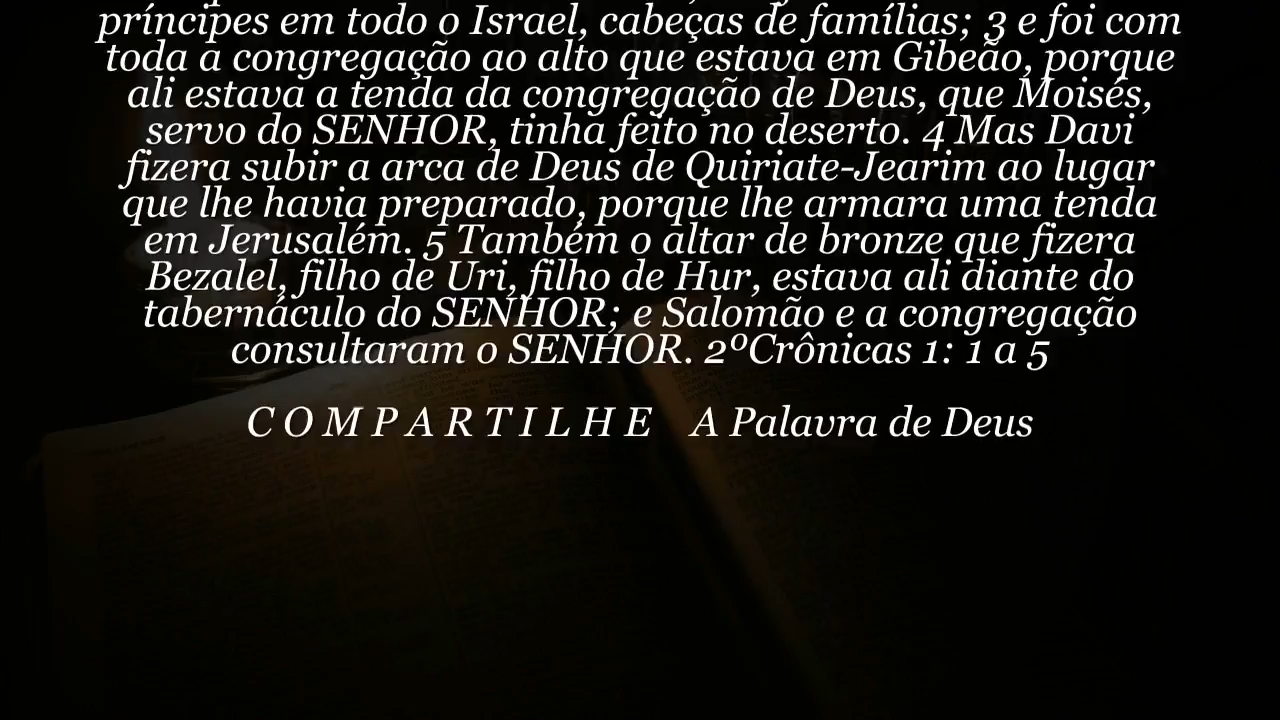 príncipes em todo o Israel, cabeças de famílias; 3 e foi com
toda a congregação ao alto que estava em Gibeão, porque
ali estava a tenda da congregação de Deus, que Moisés,
servo do SENHOR, tinha feito no deserto. 4 Mas Davi
fizera subir a arca de Deus de Quiriate-Jearim ao lugar
que lhe havia preparado, porque lhe armara uma tenda
em Jerusalém. 5 Também o altar de bronze que fizera
Bezalel, filho de Uri, filho de Hur, estava ali diante do
tabernáculo do SENHOR; e Salomão e a congregação
consultaram o SENHOR. 2ºCrônicas 1: 1 a 5
C O M P A R T I L H E A Palavra de Deus